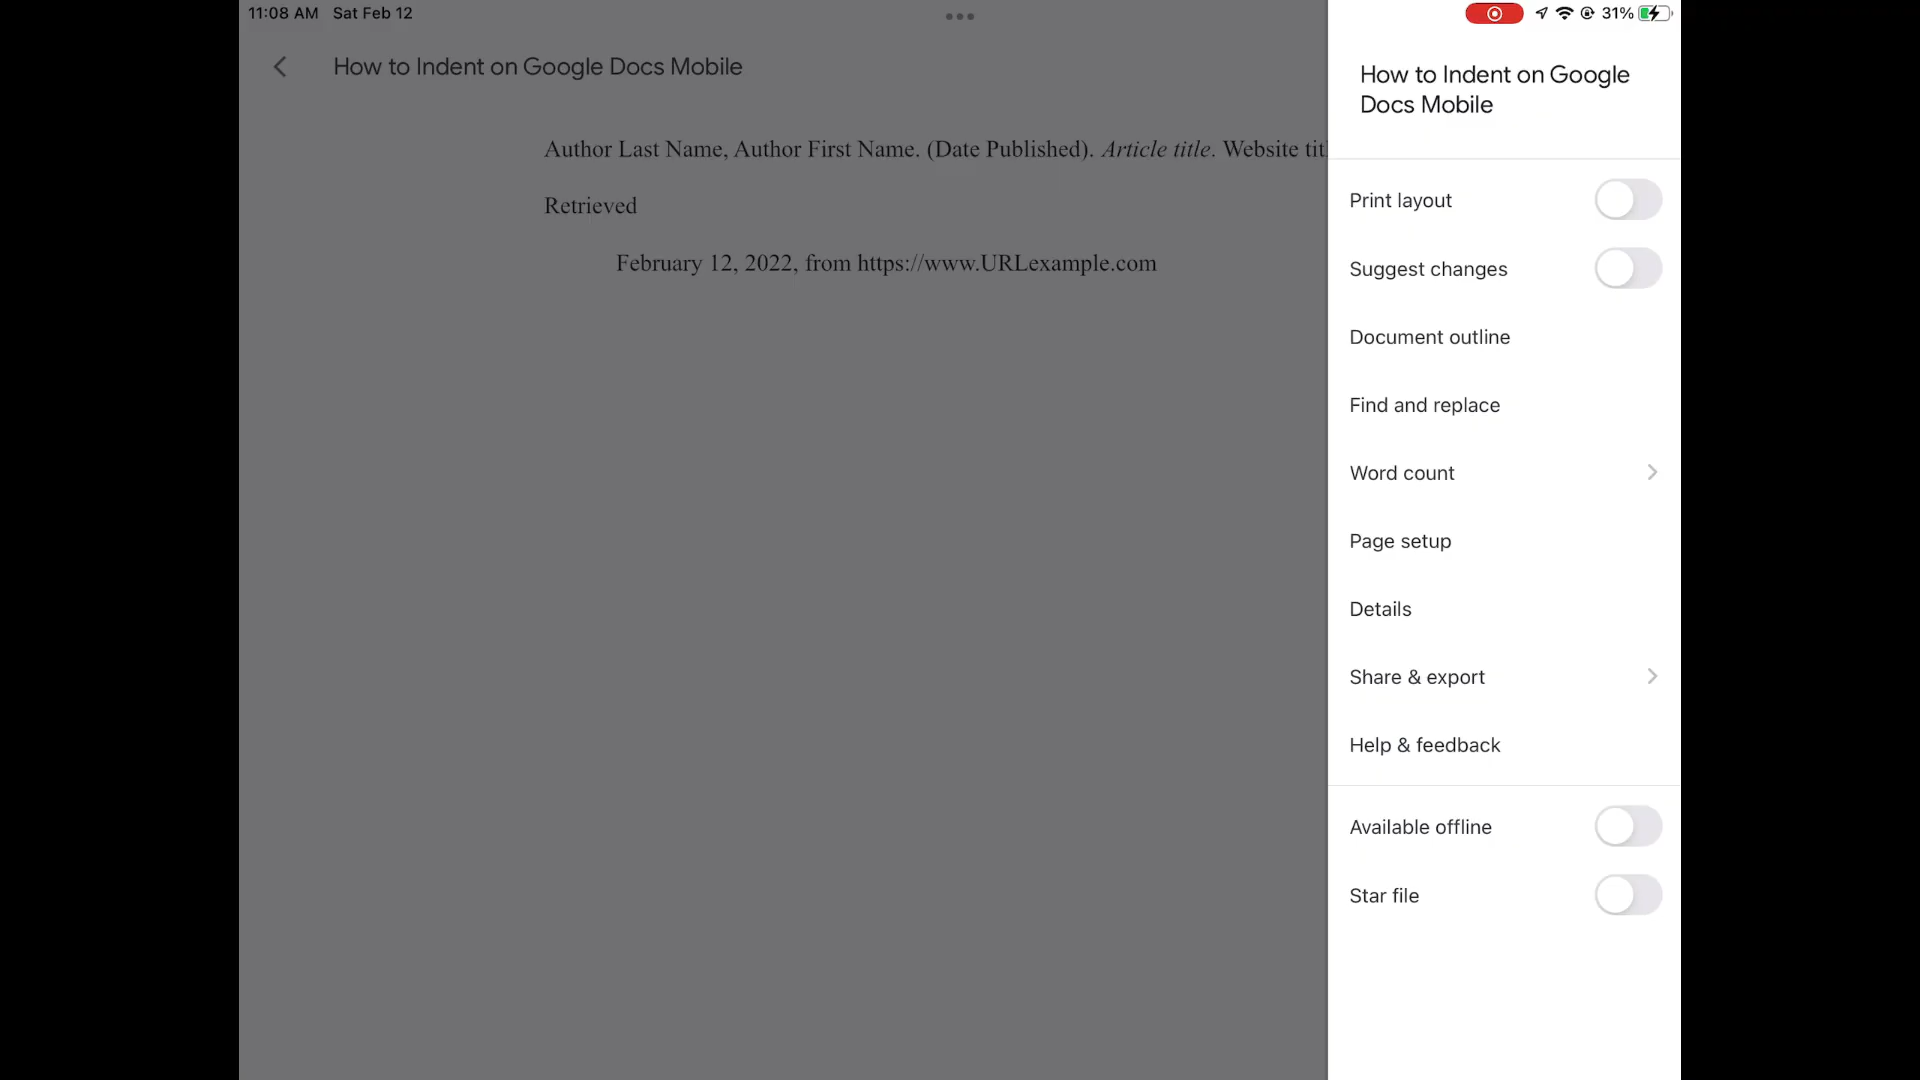 11:08 AM Sat Feb 12
31%
How to Indent on Google Docs Mobile
Author Last Name, Author First Name. (Date Published). Article title. Website titl
Retrieved
February 12, 2022, from https://www.URLexample.com
How to Indent on Google
Docs Mobile
Print layout
Suggest changes
Document outline
Find and replace
Word count
Page setup
Details
Share & export
Help & feedback
Available offline
Star file